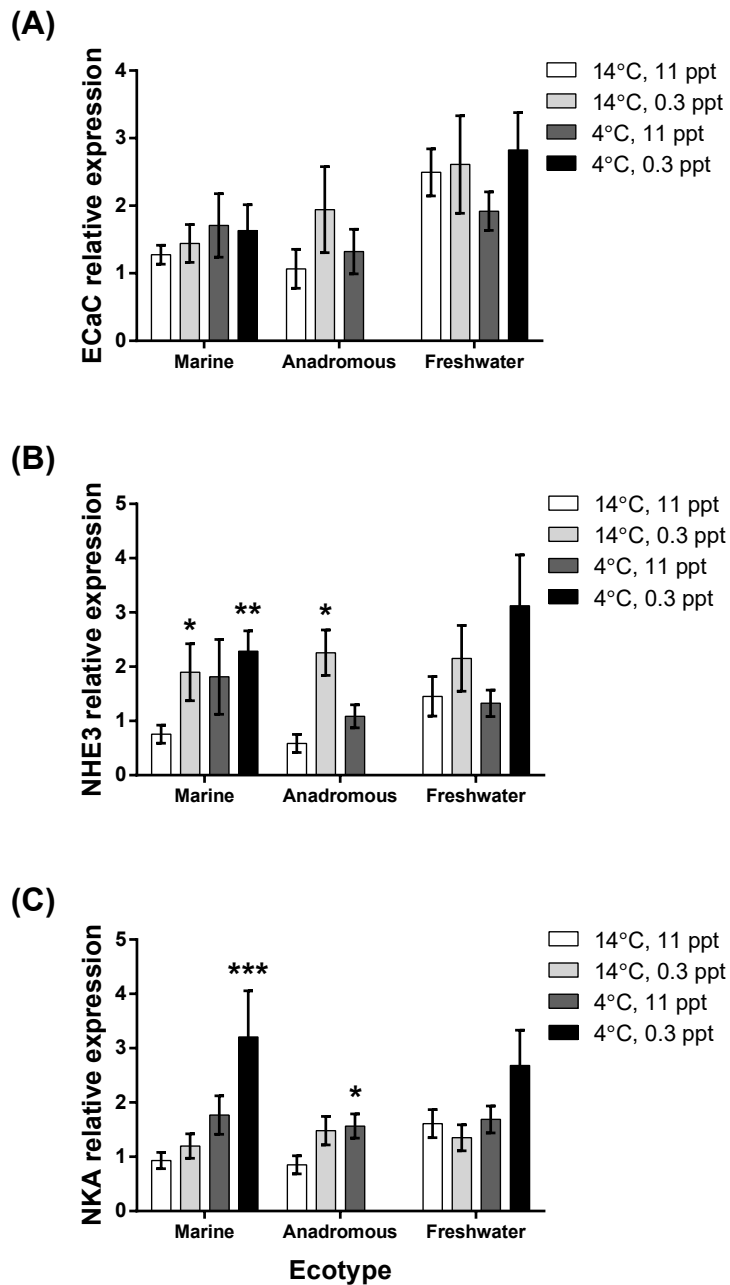 (A)
ECaC relative expression
4
3
2
1
0
Marine Anadromous Freshwater
14°C, 11 ppt
14°C, 0.3 ppt
4°C, 11 ppt
4°C, 0.3 ppt
(B)
NHE3 relative expression
5
4
3
2
1
0
* ** *
Marine Anadromous Freshwater
14°C, 11 ppt
14°C, 0.3 ppt
4°C, 11 ppt
4°C, 0.3 ppt
(C)
NKA relative expression
5
4
3
2
1
0
*** *
Marine Anadromous Freshwater
Ecotype
14°C, 11 ppt
14°C, 0.3 ppt
4°C, 11 ppt
4°C, 0.3 ppt